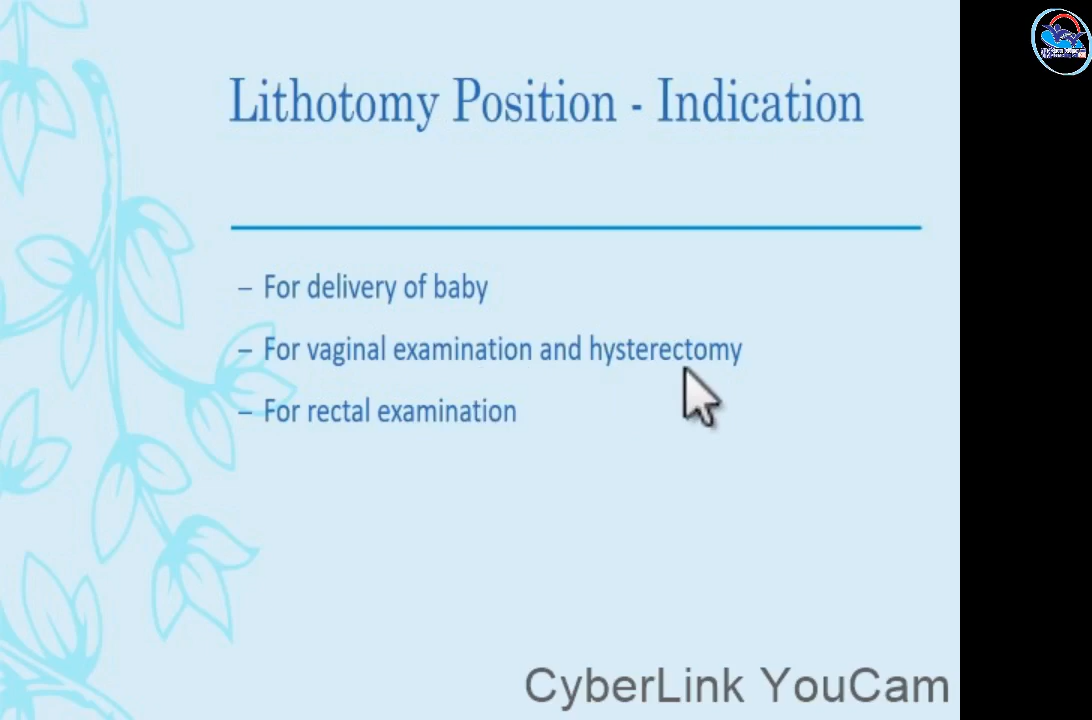 Lithotomy Position - Indication
– For delivery of baby
– For vaginal examination and hysterectomy
– For rectal examination
CyberLink YouCam